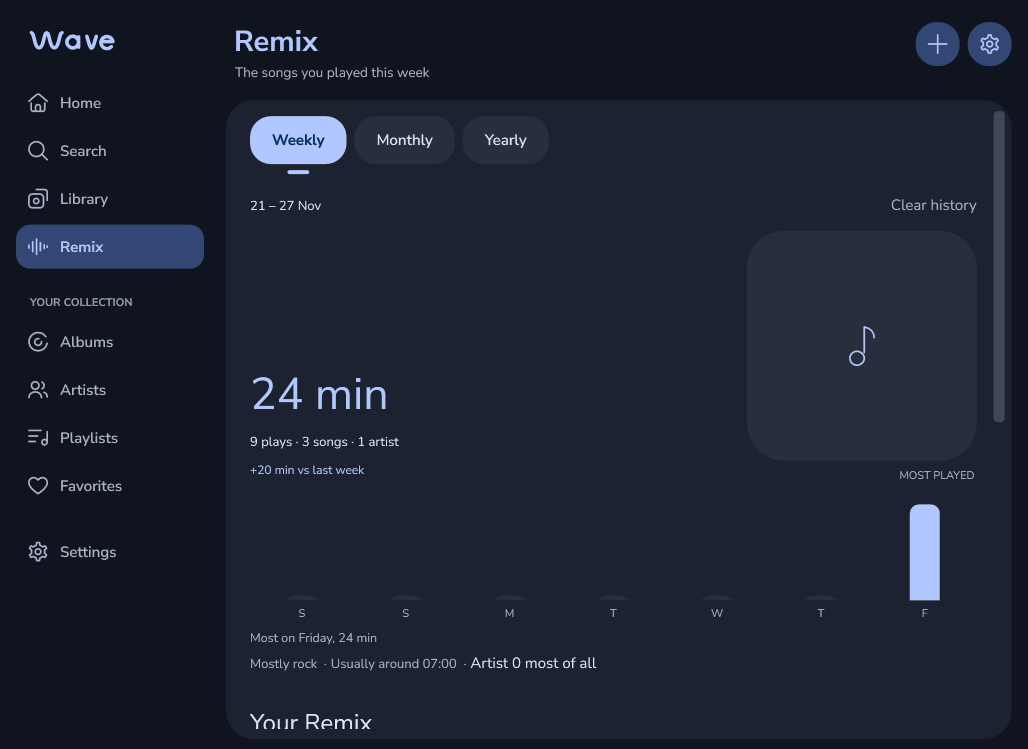 Wave
Home
Search
Library
Remix
YOUR COLLECTION
Albums
Artists
Playlists
Favorites
Settings
Remix
The songs you played this week
Weekly
Monthly
Yearly
21 – 27 Nov
Clear history
24 min
9 plays · 3 songs · 1 artist
+20 min vs last week
MOST PLAYED
S
S
M
T
W
T
F
Most on Friday, 24 min
Mostly rock · Usually around 07:00 · Artist 0 most of all
Your Remix